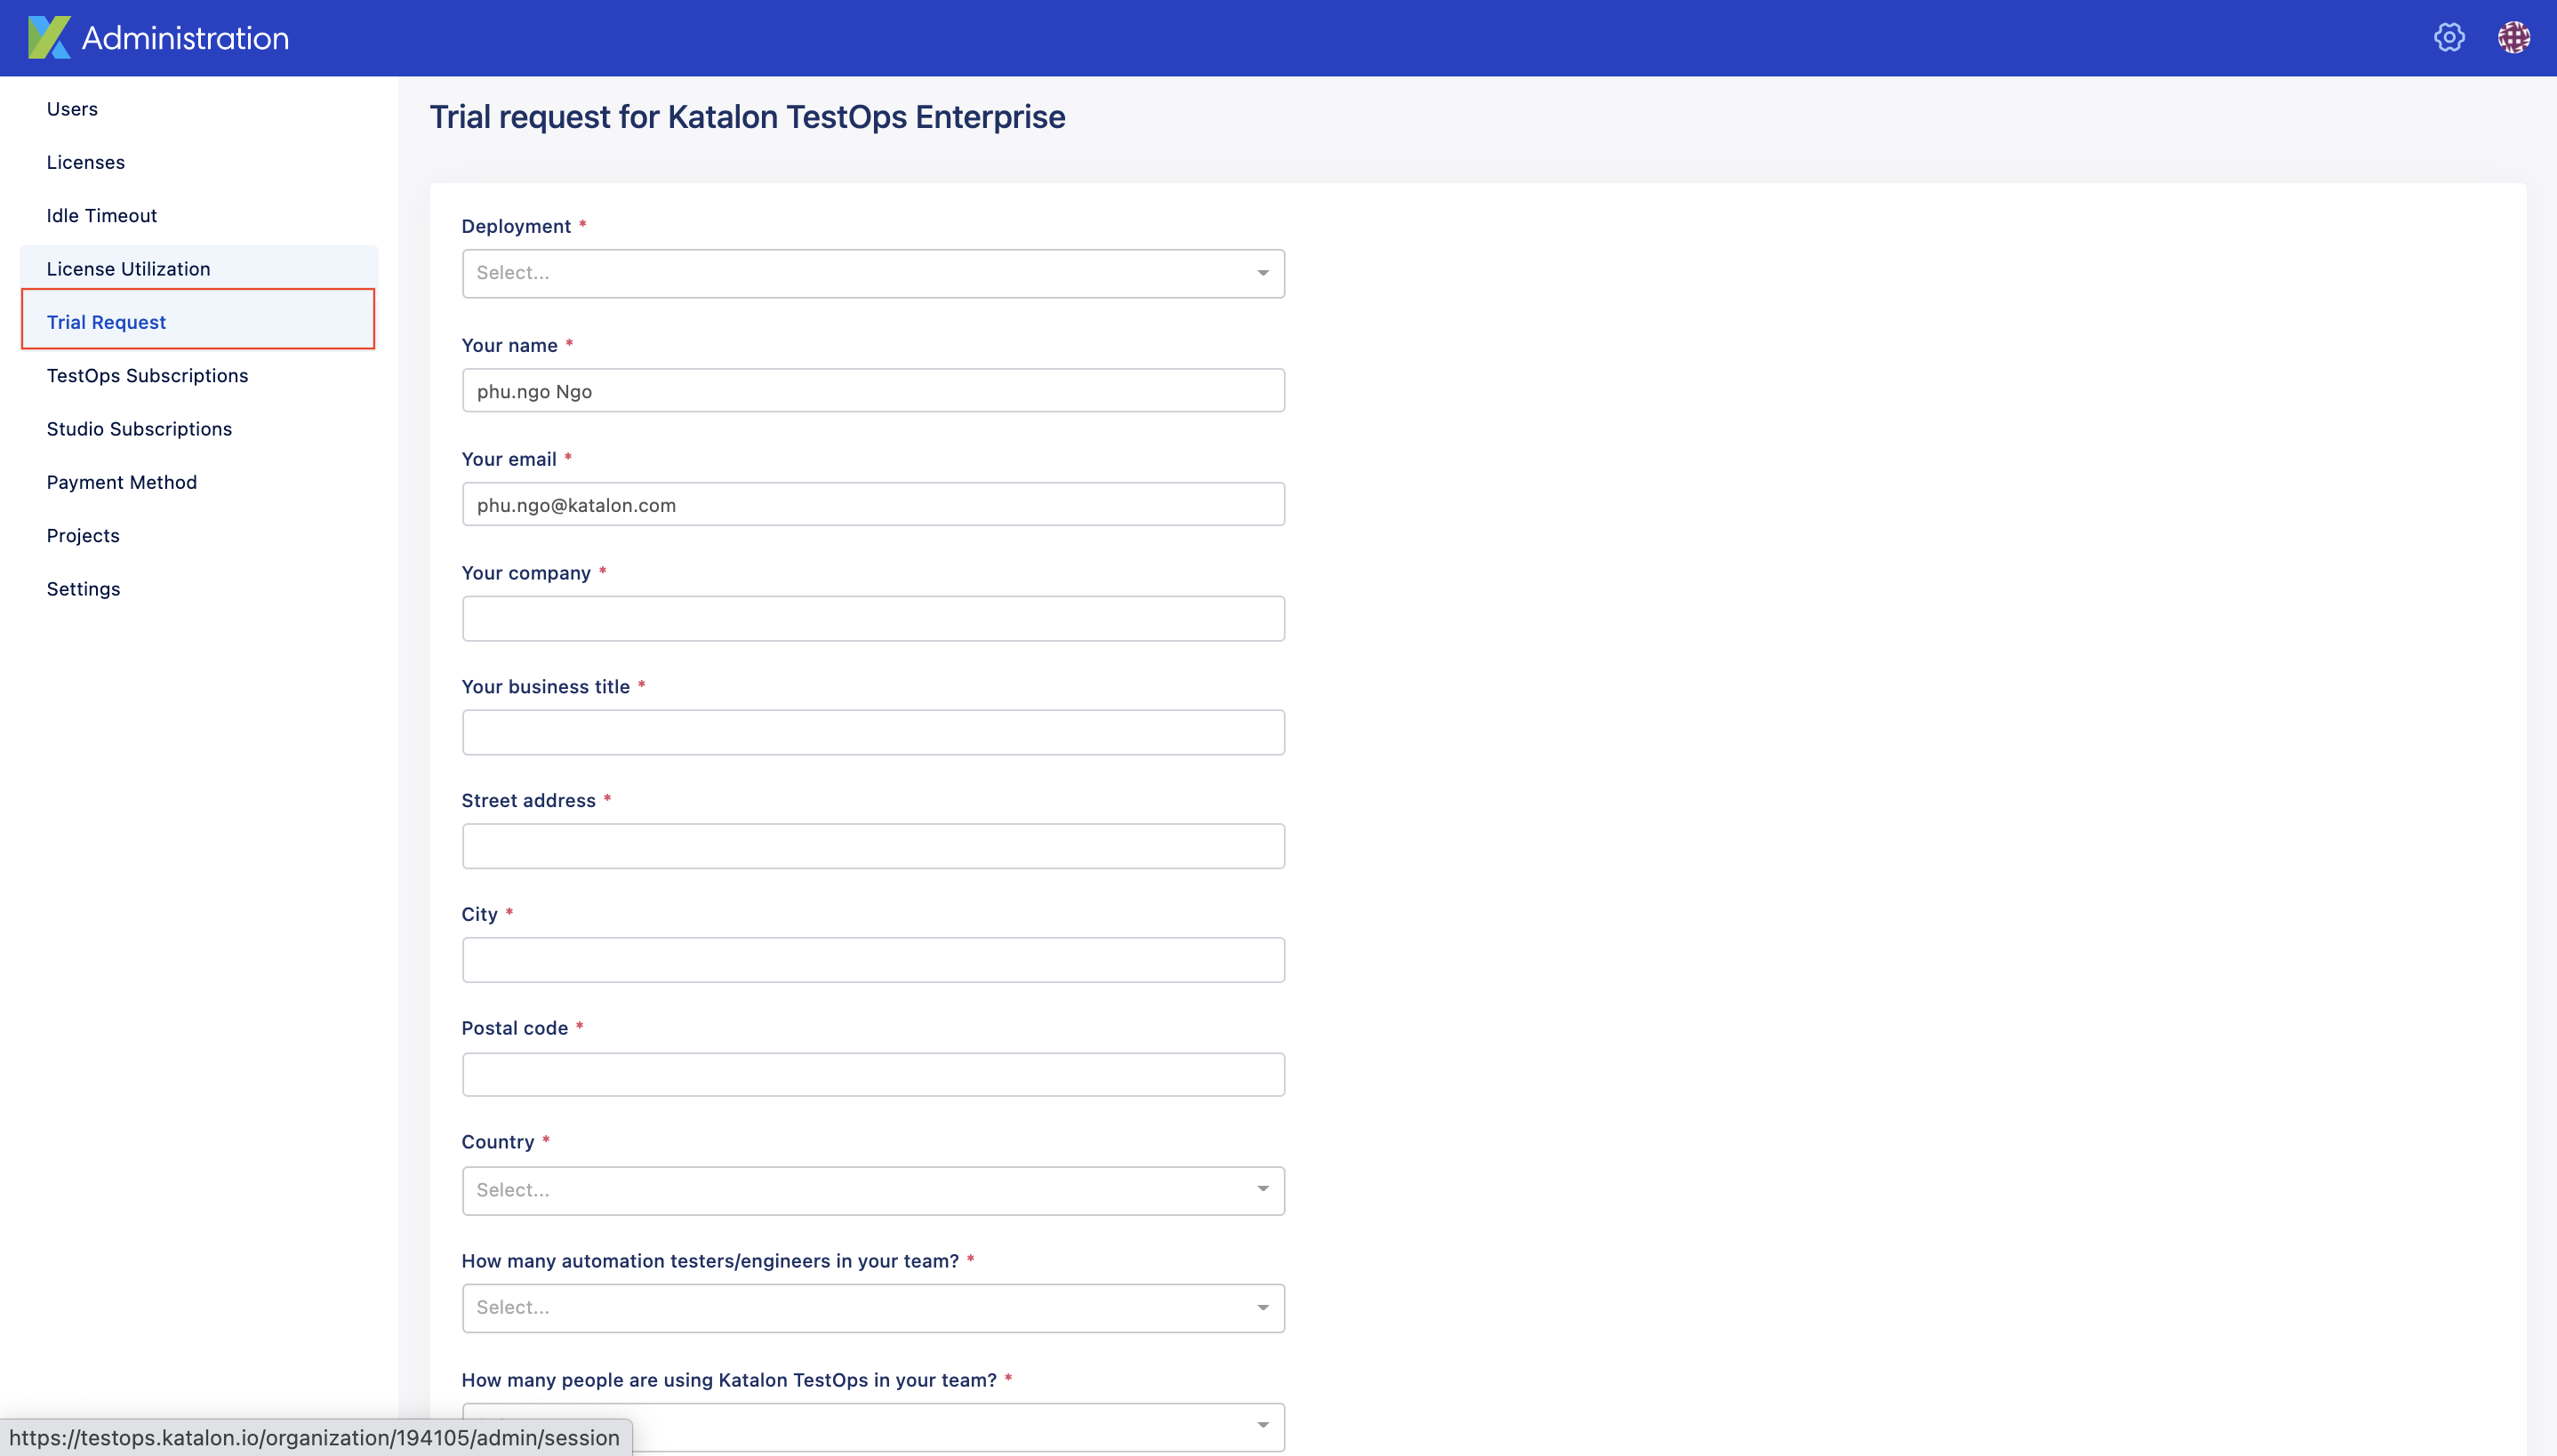 Administration
Users
Licenses
Idle Timeout
License Utilization
Trial Request
TestOps Subscriptions
Studio Subscriptions
Payment Method
Projects
Settings
Trial request for Katalon TestOps Enterprise
Deployment *
Select...
Your name *
phu.ngo Ngo
Your email *
phu.ngo@katalon.com
Your company *
Your business title *
Street address *
City *
Postal code *
Country *
Select...
How many automation testers/engineers in your team? *
Select...
How many people are using Katalon TestOps in your team? *
https://testops.katalon.io/organization/194105/admin/session